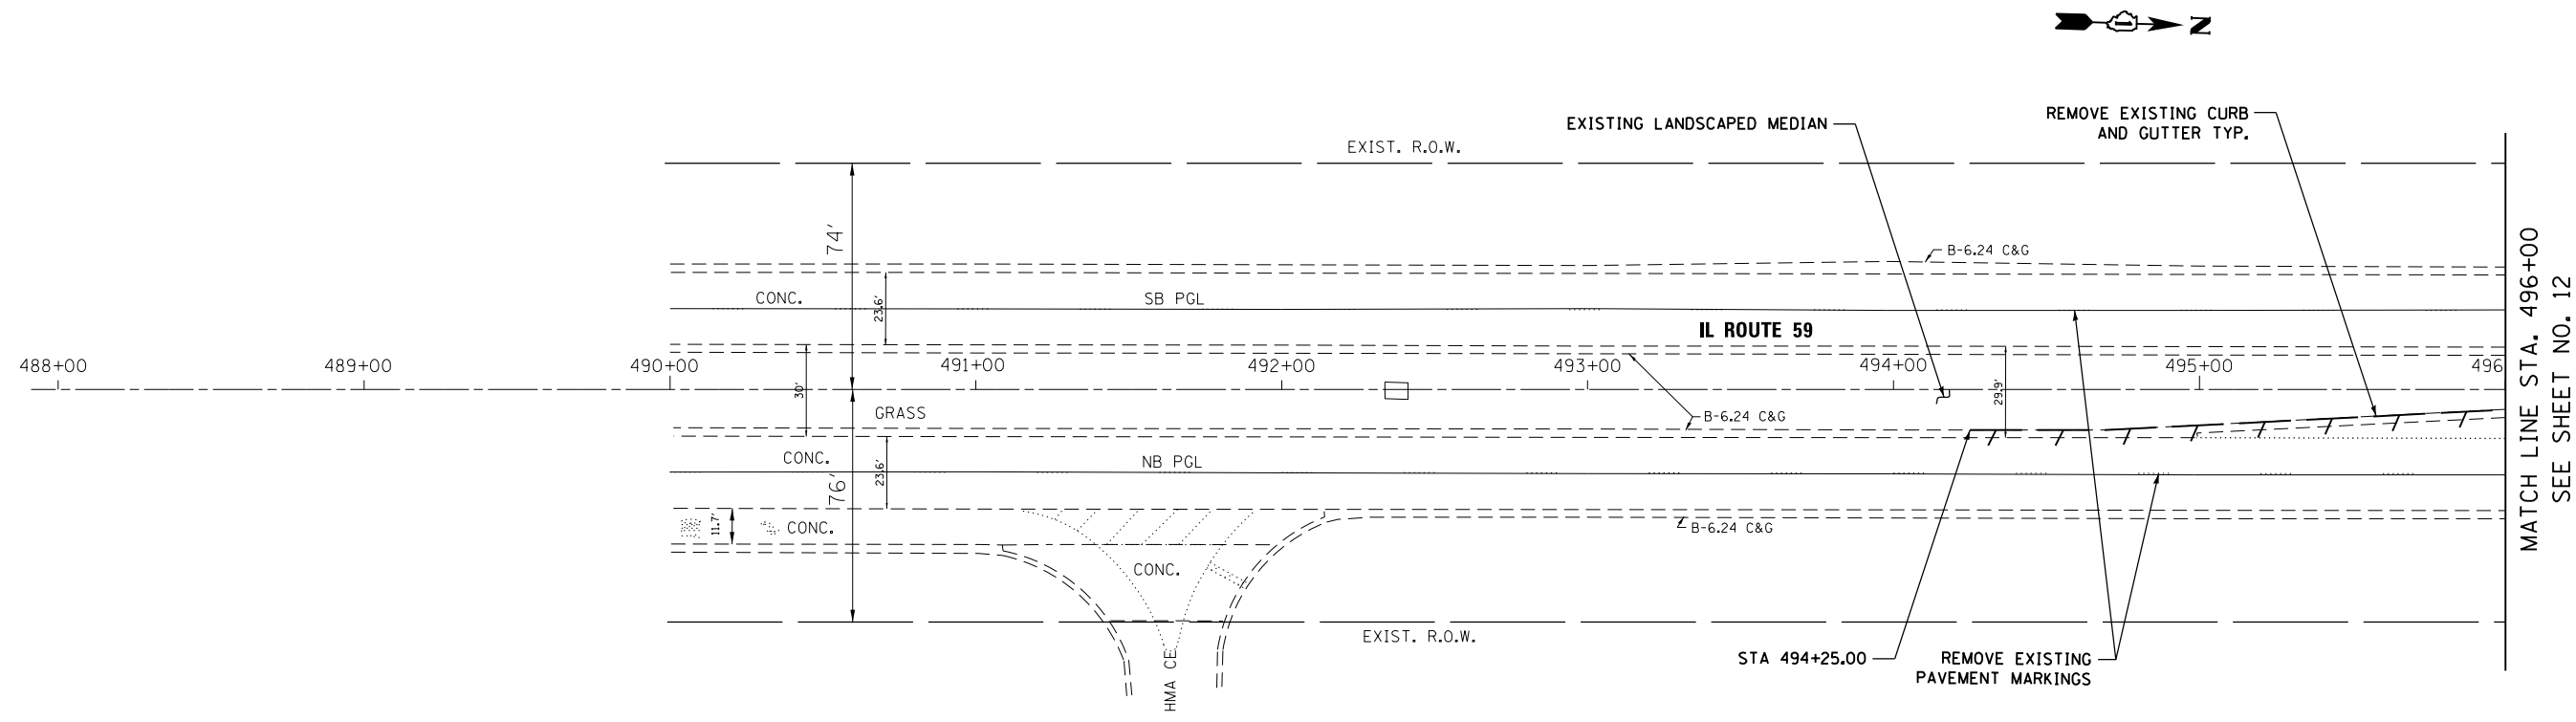 N
REMOVE EXISTING CURB
AND GUTTER TYP.
EXISTING LANDSCAPED MEDIAN
EXIST. R.O.W.
74'
B-6.24 C&G
CONC.
23.6'
SB PGL
IL ROUTE 59
488+00
489+00
490+00
491+00
492+00
493+00
494+00
495+00
496
30'
29.9'
GRASS
B-6.24 C&G
CONC.
23.6'
NB PGL
76'
11.7'
CONC.
B-6.24 C&G
CONC.
EXIST. R.O.W.
HMA CE
STA 494+25.00
REMOVE EXISTING
PAVEMENT MARKINGS
MATCH LINE STA. 496+00
SEE SHEET NO. 12